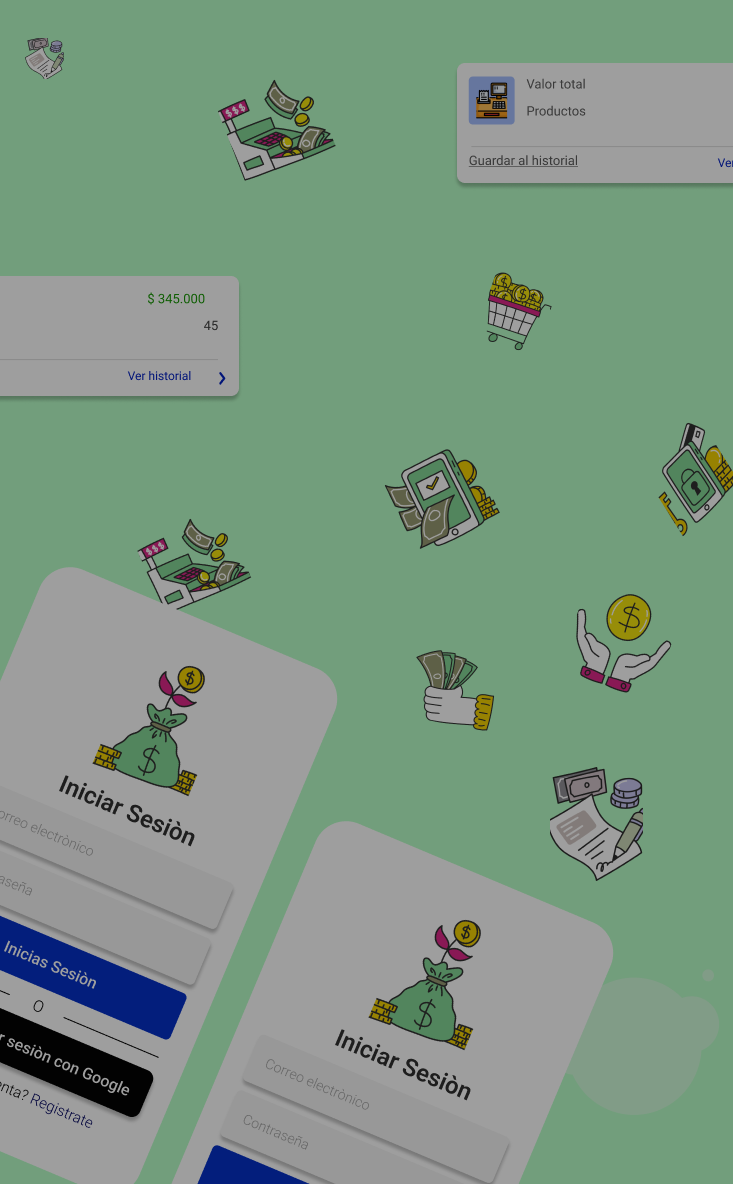 $$$
Valor total
Productos
Guardar al historial
$ 345.000
45
Ver historial
$$$
Iniciar Sesiòn
electrònico
Inicias Sesiòn
O
sesiòn con Google
Registrate
Iniciar Sesiòn
Correo electrònico
Contraseña